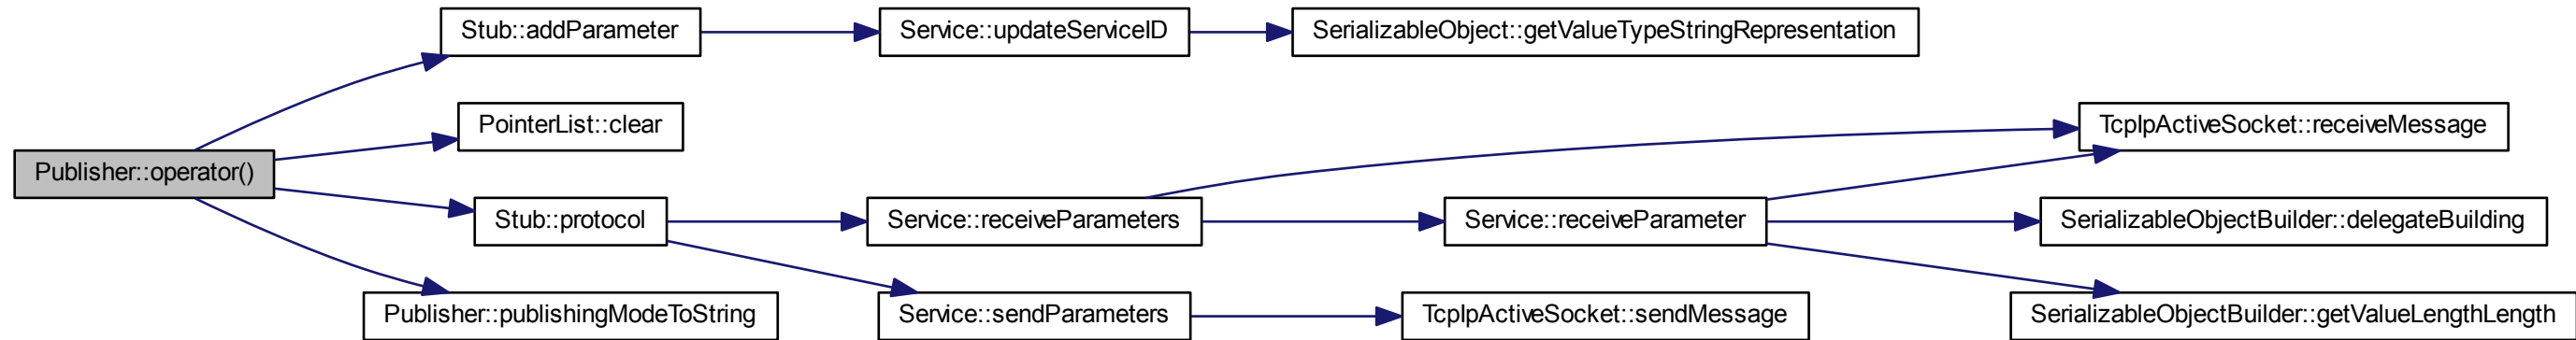 Stub::addParameter
Service::updateServiceID
SerializableObject::getValueTypeStringRepresentation
PointerList::clear
TcpIpActiveSocket::receiveMessage
Publisher::operator()
Stub::protocol
Service::receiveParameters
Service::receiveParameter
SerializableObjectBuilder::delegateBuilding
Publisher::publishingModeToString
Service::sendParameters
TcpIpActiveSocket::sendMessage
SerializableObjectBuilder::getValueLengthLength